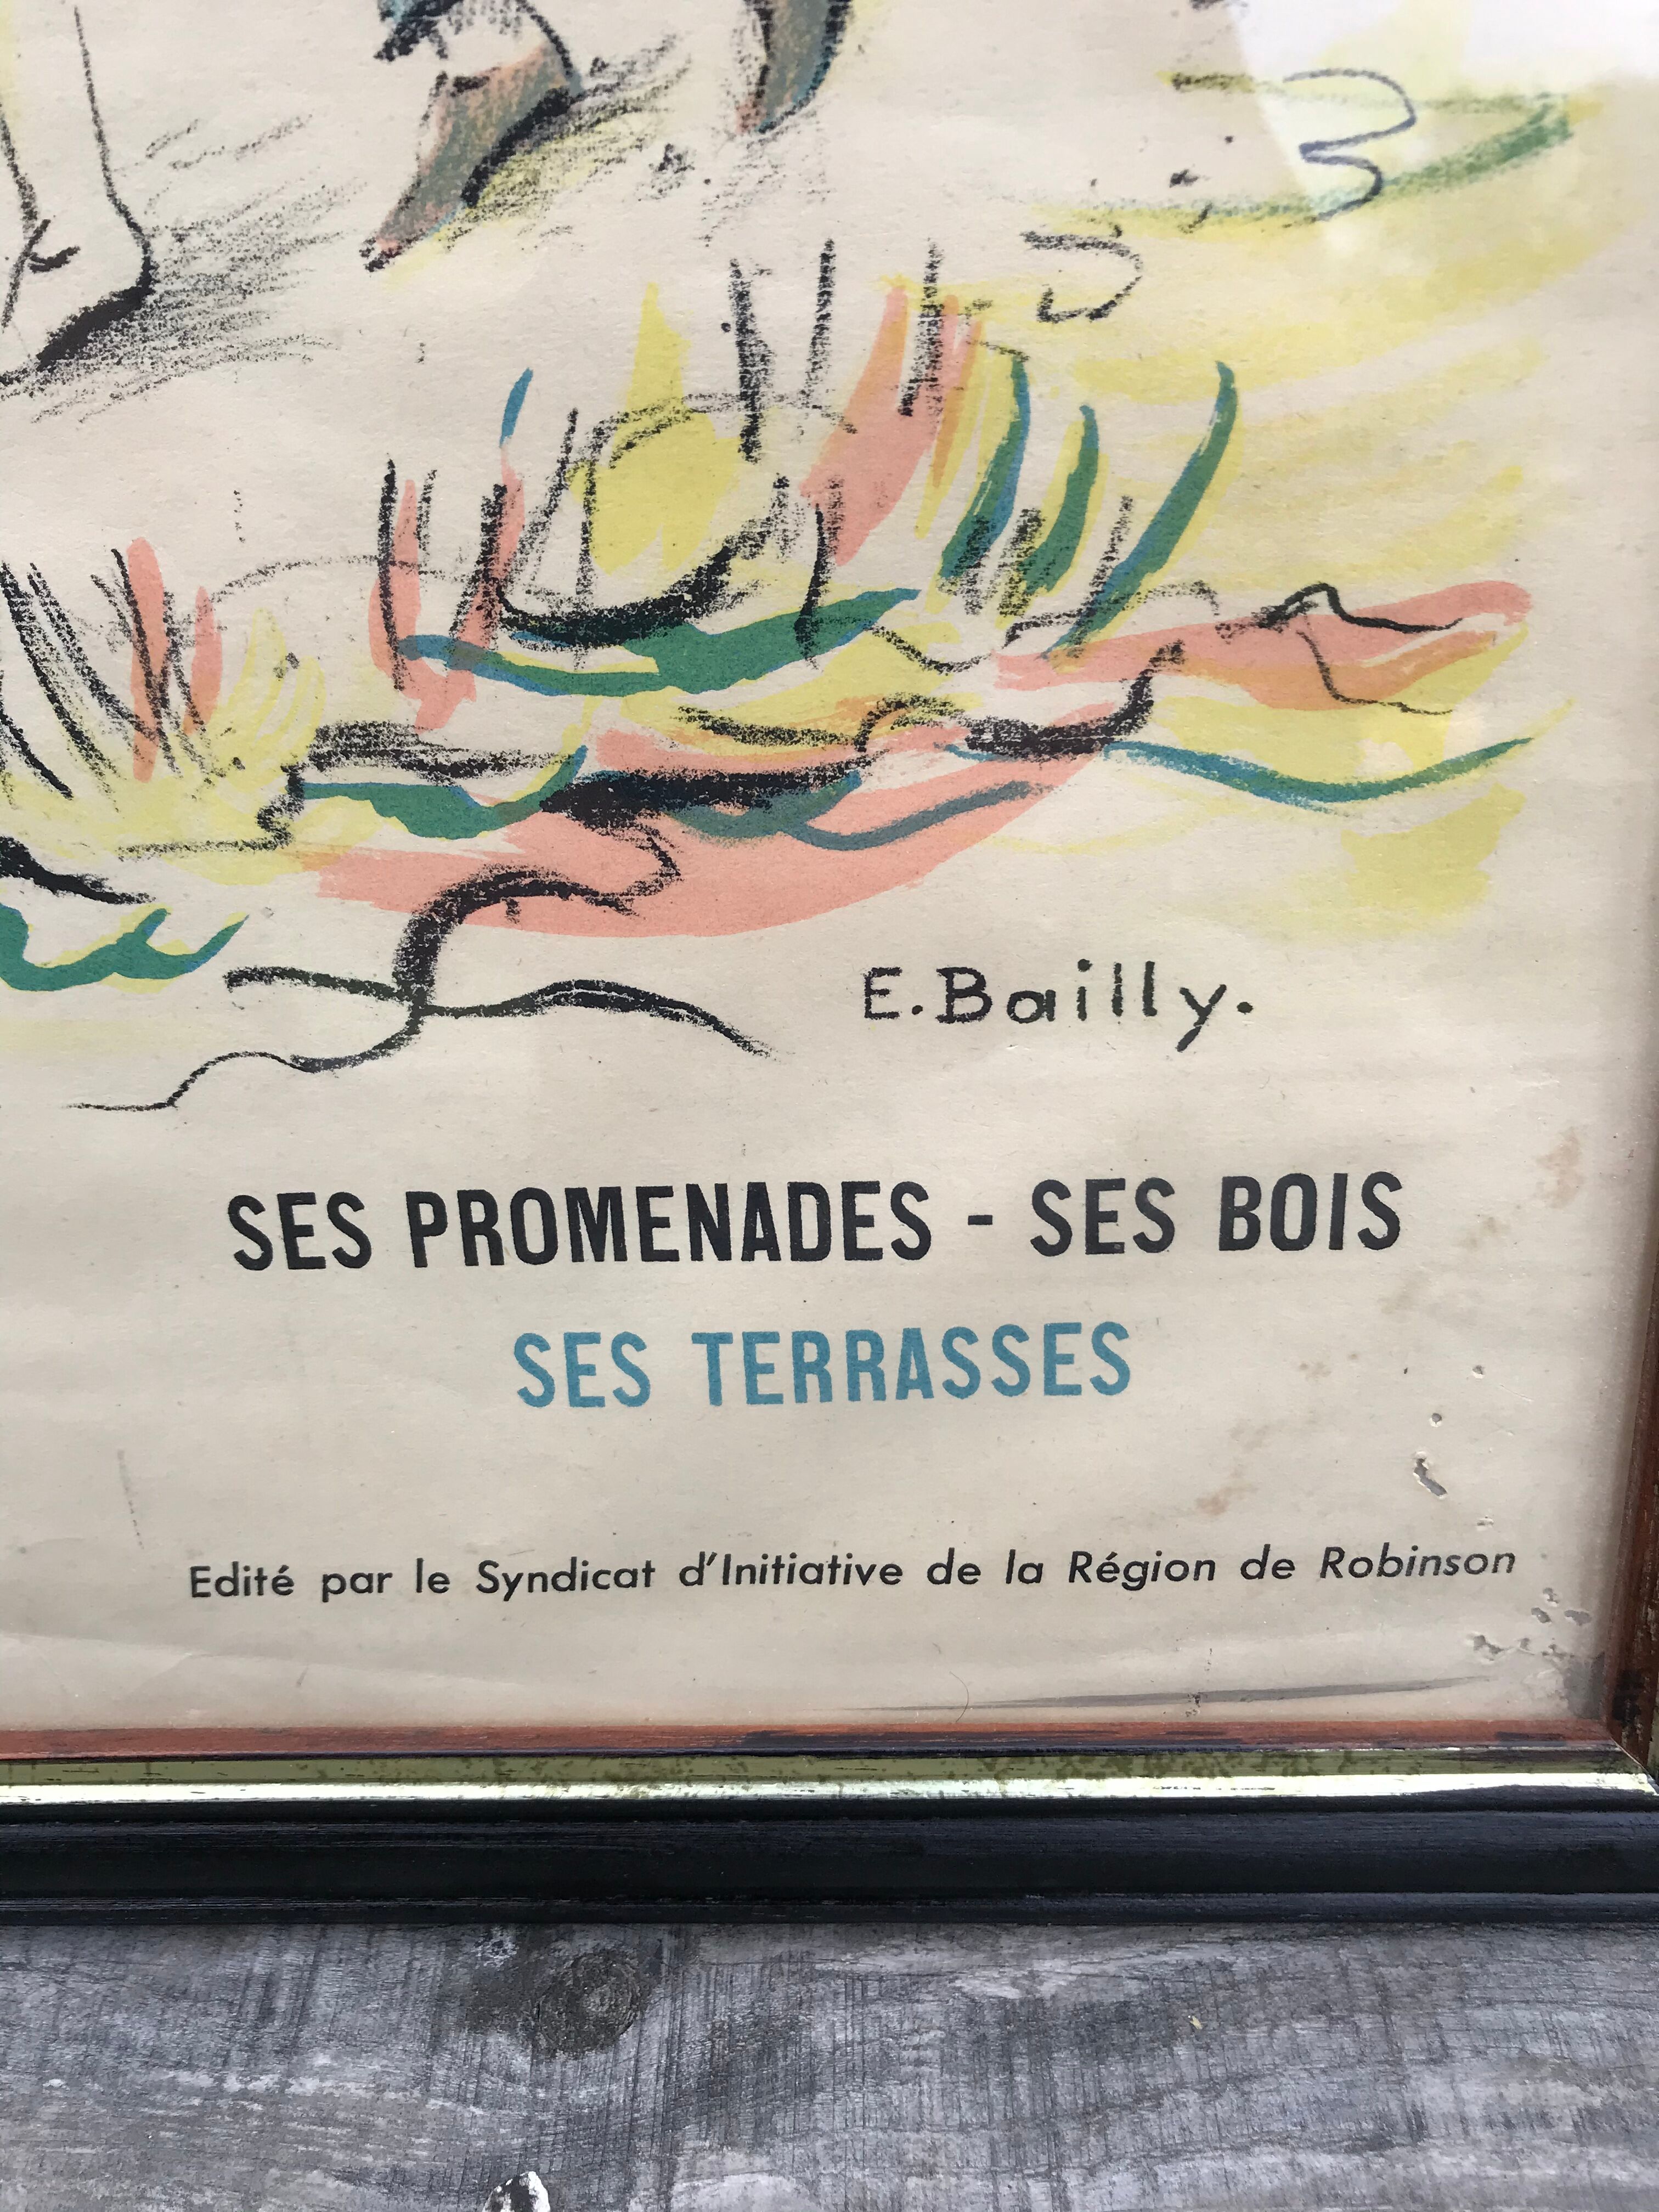 E. Bailly.
SES PROMENADES - SES BOIS
SES TERRASSES
Edité par le Syndicat d'Initiative de la Région de Robinson